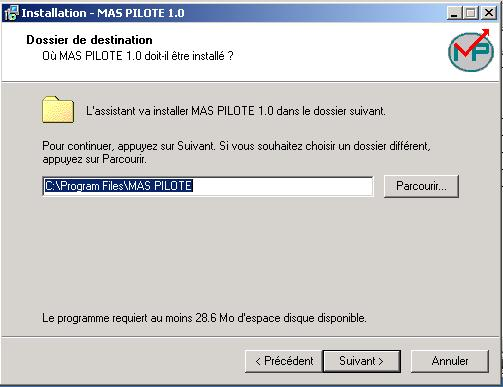 Installation - MAS PILOTE 1.0
Dossier de destination
Où MAS PILOTE 1.0 doit-il être installé ?
MP
L'assistant va installer MAS PILOTE 1.0 dans le dossier suivant.
Pour continuer, appuyez sur Suivant. Si vous souhaitez choisir un dossier différent,
appuyez sur Parcourir.
C:\Program Files\MAS PILOTE
Parcourir...
Le programme requiert au moins 28.6 Mo d'espace disque disponible.
< Précédent
Suivant >
Annuler